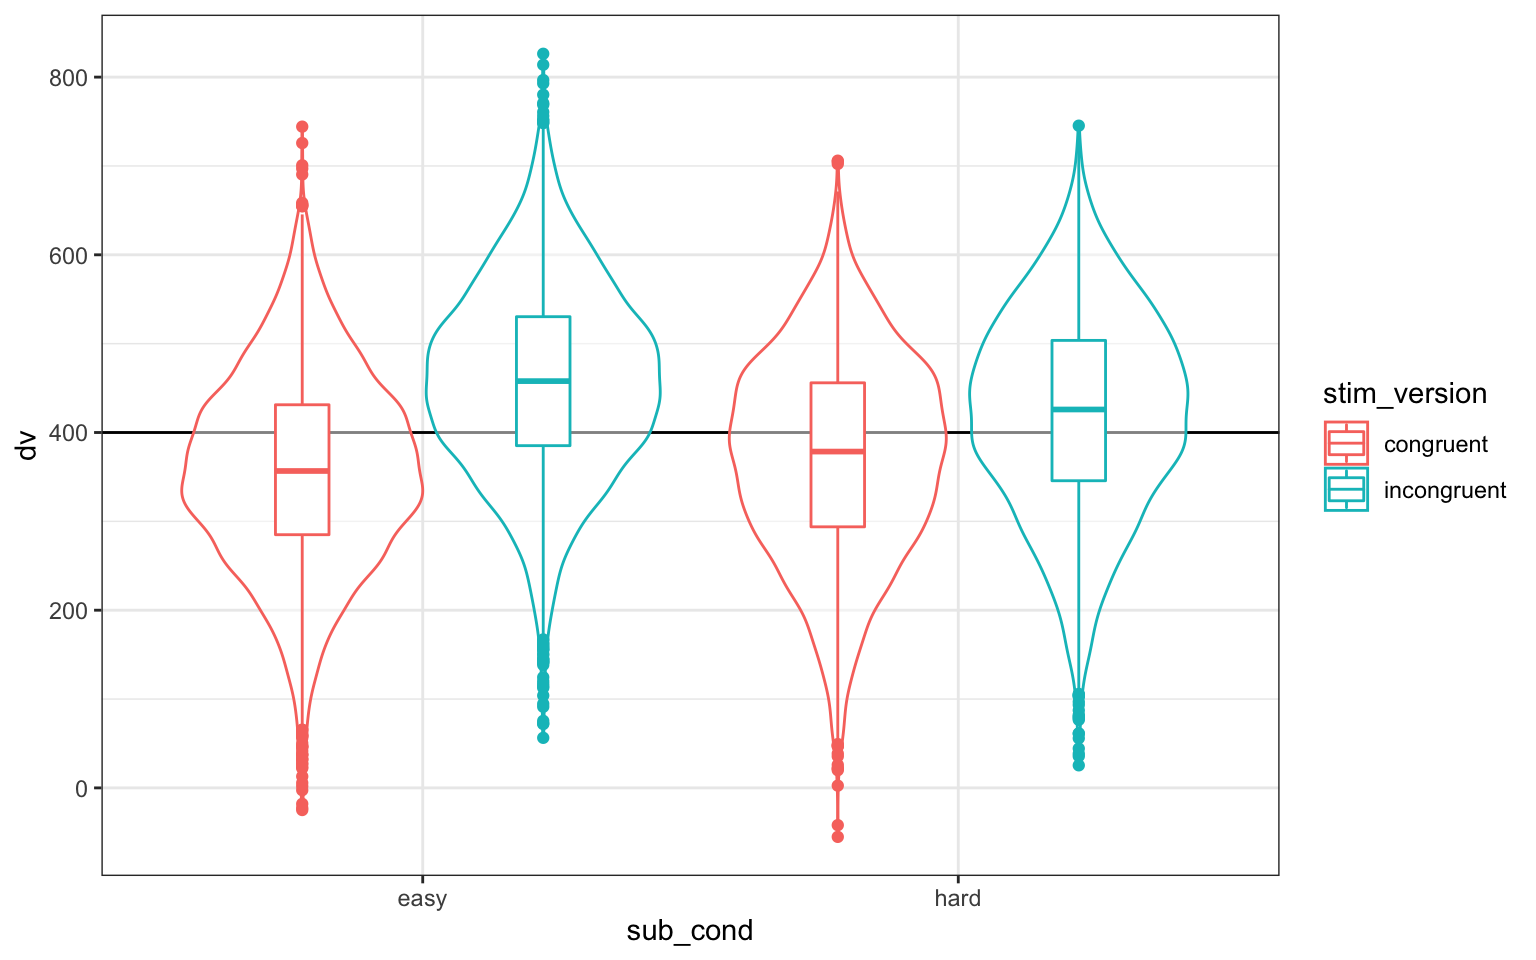 800
600
400
200
0
dv
easy
hard
sub_cond
stim_version
congruent
incongruent